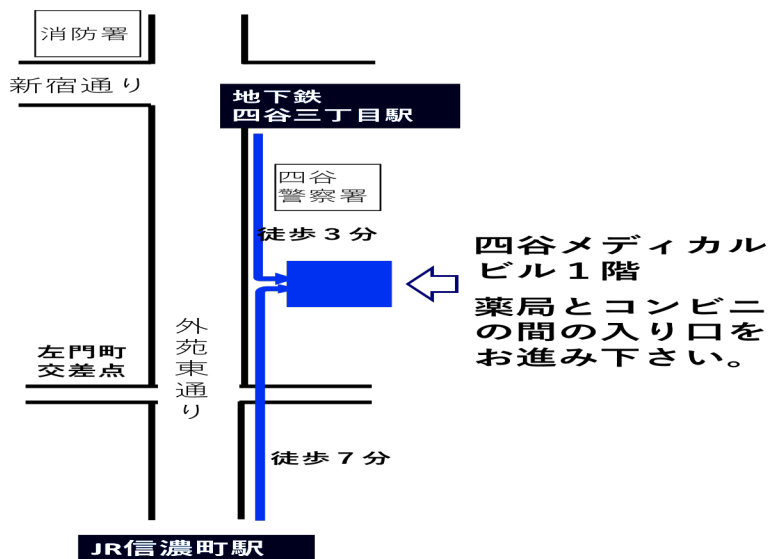 消防署
新宿通り
地下鉄
四谷三丁目駅
四谷
警察署
徒歩３分
四谷メディカル
ビル１階
薬局とコンビニ
の間の入り口を
お進み下さい。
外苑東通り
左門町
交差点
徒歩７分
JR信濃町駅